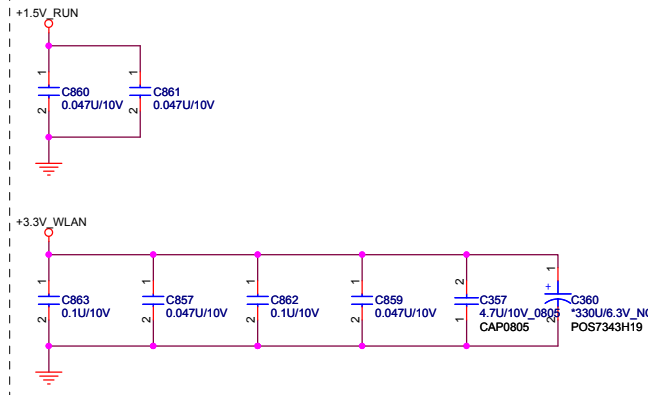 +1.5V_RUN
1
1
C860
C861
0.047U/10V
0.047U/10V
2
2
+3.3V_WLAN
1
1
1
1
2
1
+
C863
C857
C862
C859
C357
C360
0.1U/10V
0.047U/10V
0.1U/10V
0.047U/10V
4.7U/10V_0805
*330U/6.3V_NC
2
2
2
2
1
2
CAP0805
POS7343H19